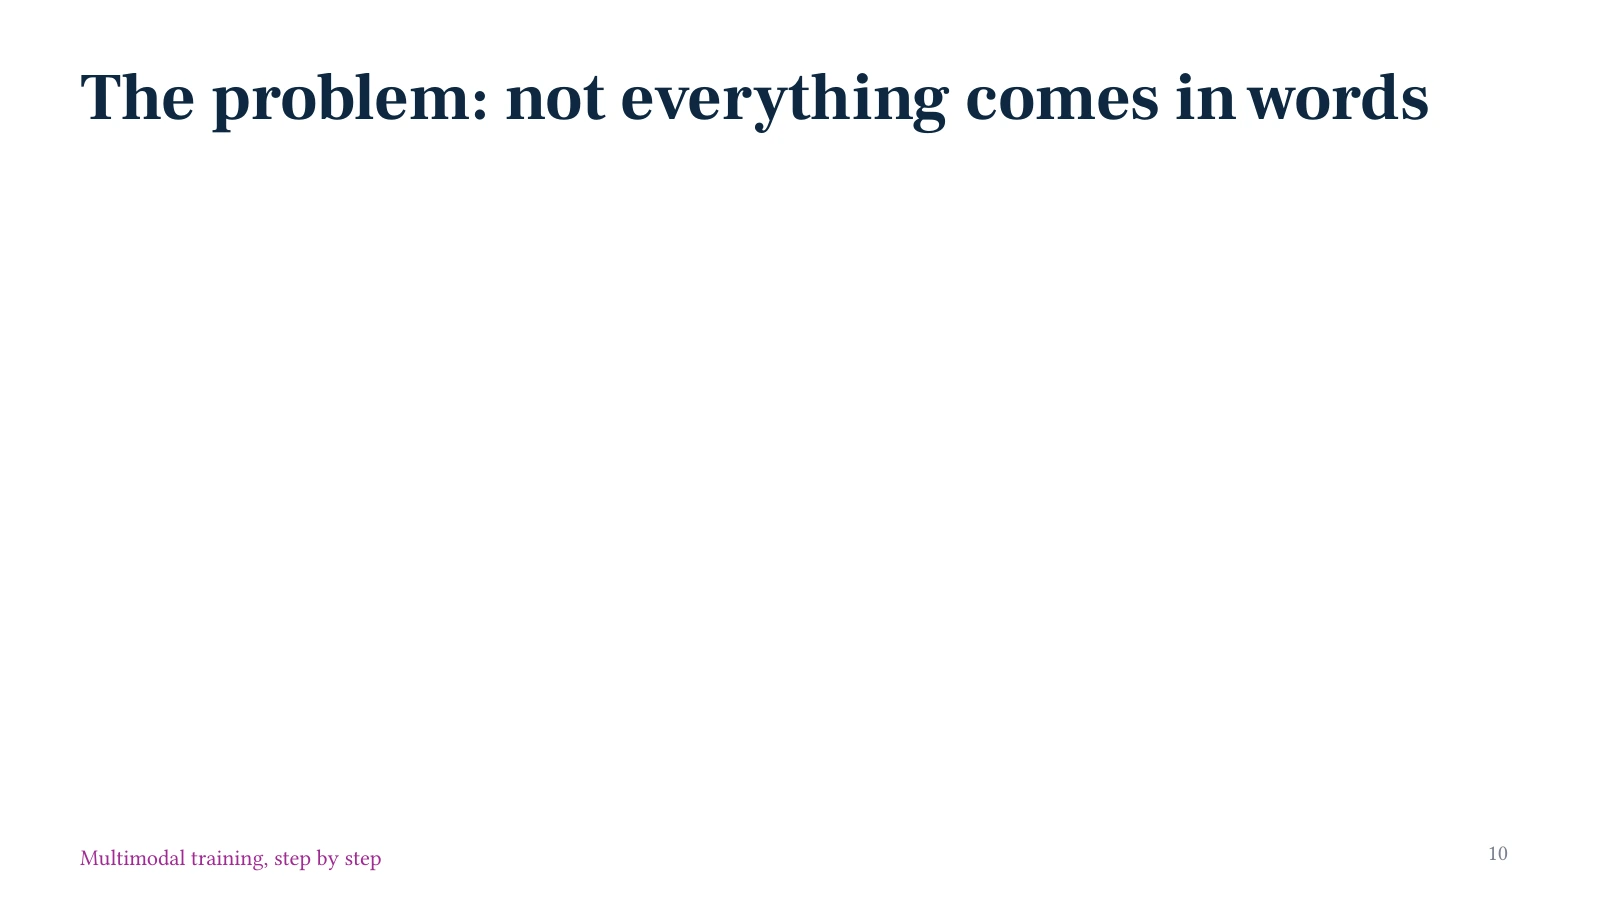 The problem: not everything comes in words
Multimodal training, step by step
10